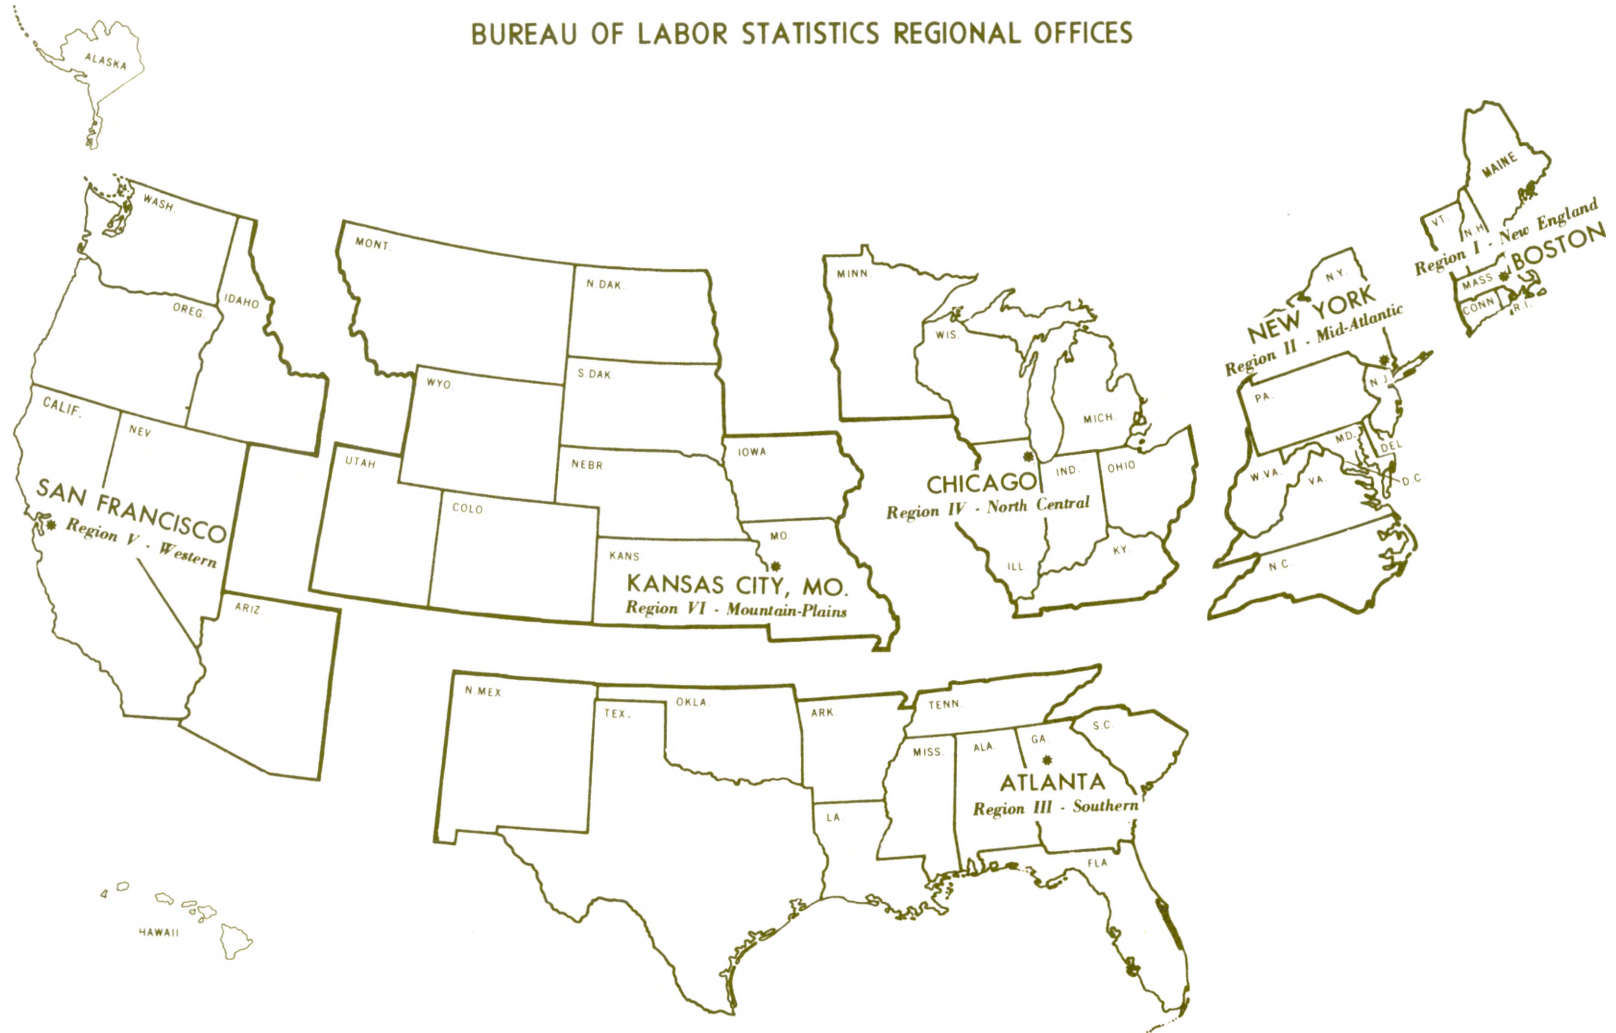 BUREAU OF LABOR STATISTICS REGIONAL OFFICES
ALASKA
WASH.
OREG.
IDAHO
CALIF.
NEV
SAN FRANCISCO
Region V - Western
ARIZ.
HAWAII
MONT.
N.DAK.
S.DAK.
WYO
NEBR
UTAH
COLO
KANS
IOWA
MO
KANSAS CITY, MO.
Region VI - Mountain-Plains
MINN.
WIS.
MICH.
CHICAGO
Region IV - North Central
IND.
OHIO
ILL
KY.
N.MEX
TEX.
OKLA.
ARK.
LA.
TENN.
MISS.
ALA.
GA.
S.C.
ATLANTA
Region III - Southern
FLA
N.Y.
NEW YORK
Region II - Mid-Atlantic
PA.
N.J.
MD.
DEL
D.C.
W.VA.
VA.
N.C.
MAINE
VT.
N.H.
Region I - New England
BOSTON
MASS.
CONN
R.I.